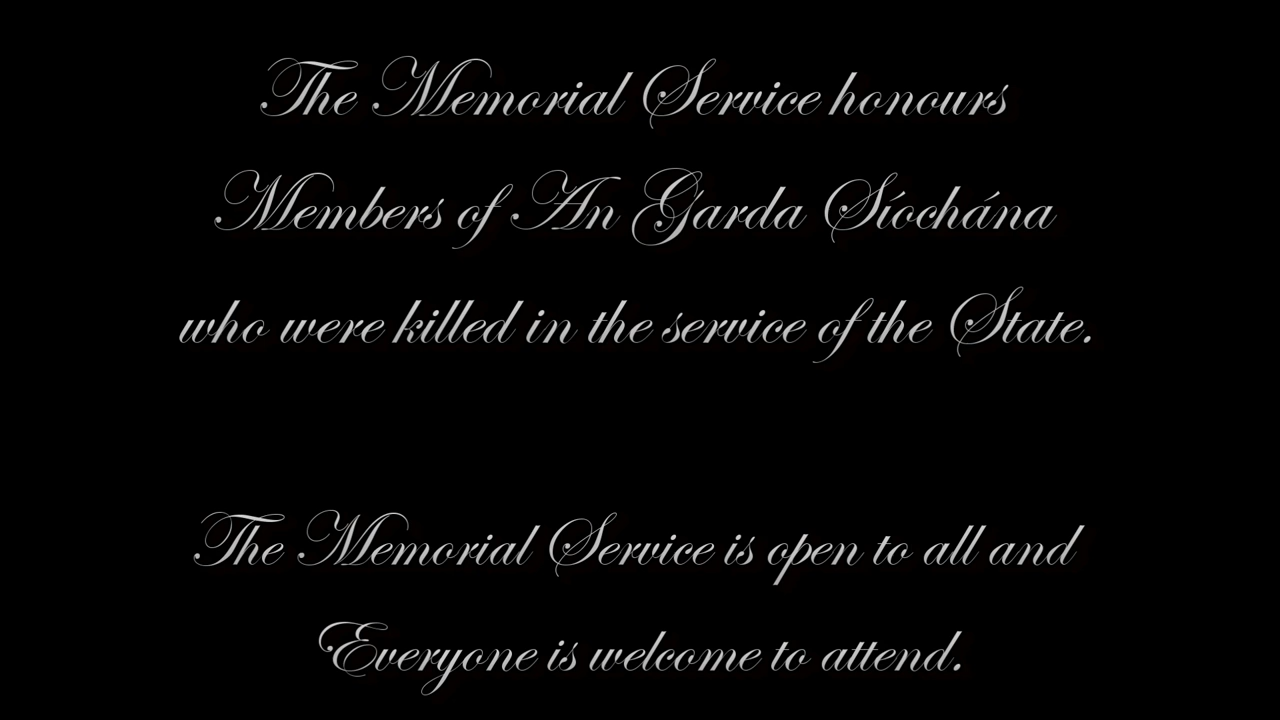 The Memorial Service honours
Members of An Garda Síochána
who were killed in the service of the State.
The Memorial Service is open to all and
Everyone is welcome to attend.